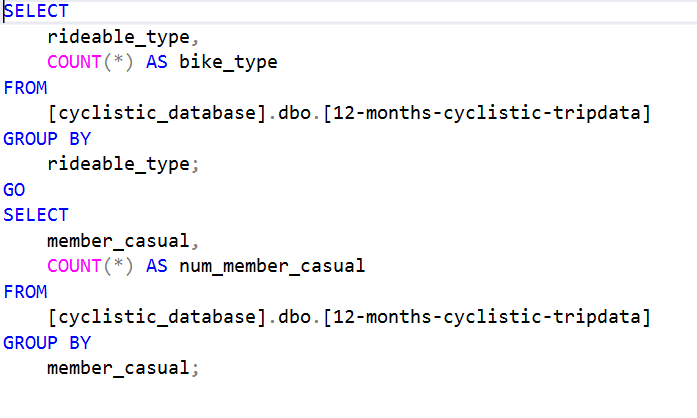 SELECT
    rideable_type,
    COUNT(*) AS bike_type
FROM
    [cyclistic_database].dbo.[12-months-cyclistic-tripdata]
GROUP BY
    rideable_type;
GO
SELECT
    member_casual,
    COUNT(*) AS num_member_casual
FROM
    [cyclistic_database].dbo.[12-months-cyclistic-tripdata]
GROUP BY
    member_casual;